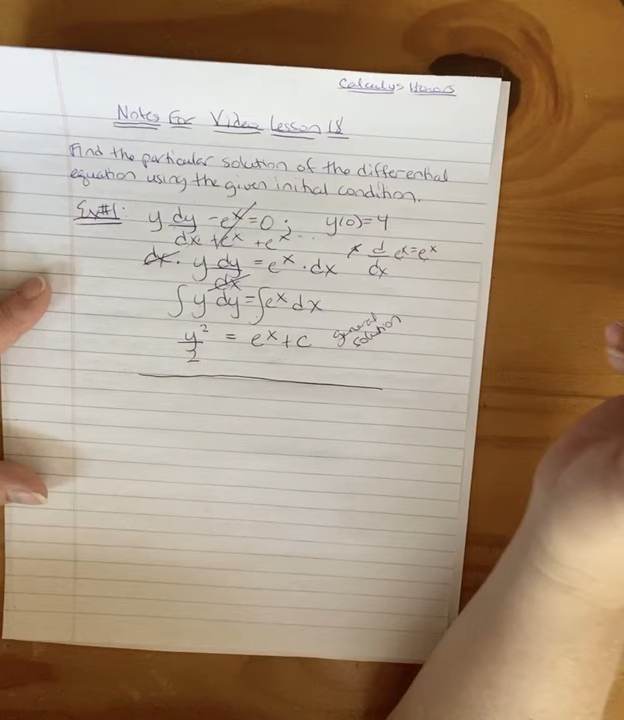 Calculus Honors
Notes For Video Lesson 18
Find the particular solution of the differential
equation using the given initial condition.
Ex#1: y dy/dx - e^x = 0 ; y(0)=4
+e^x +e^x
* d/dx e^x = e^x
dx · y dy/dx = e^x · dx
∫ y dy = ∫ e^x dx
y²/2 = e^x + C general solution